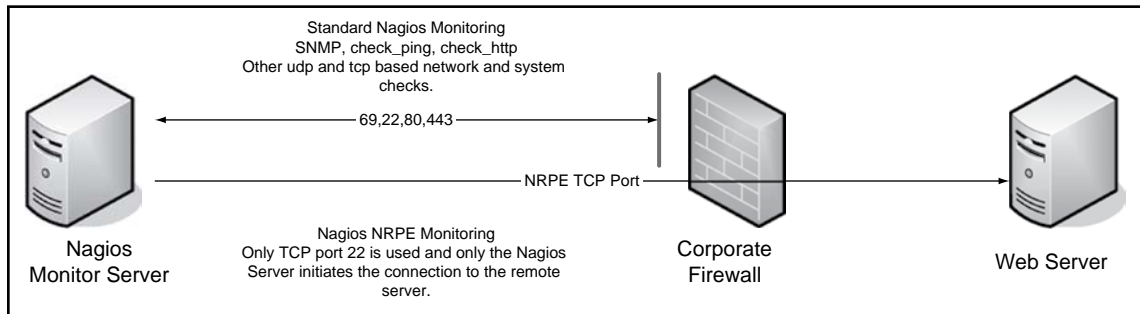 Standard Nagios Monitoring
SNMP, check_ping, check_http
Other udp and tcp based network and system
checks.
69,22,80,443
NRPE TCP Port
Nagios NRPE Monitoring
Only TCP port 22 is used and only the Nagios
Server initiates the connection to the remote
server.
Nagios
Monitor Server
Corporate
Firewall
Web Server